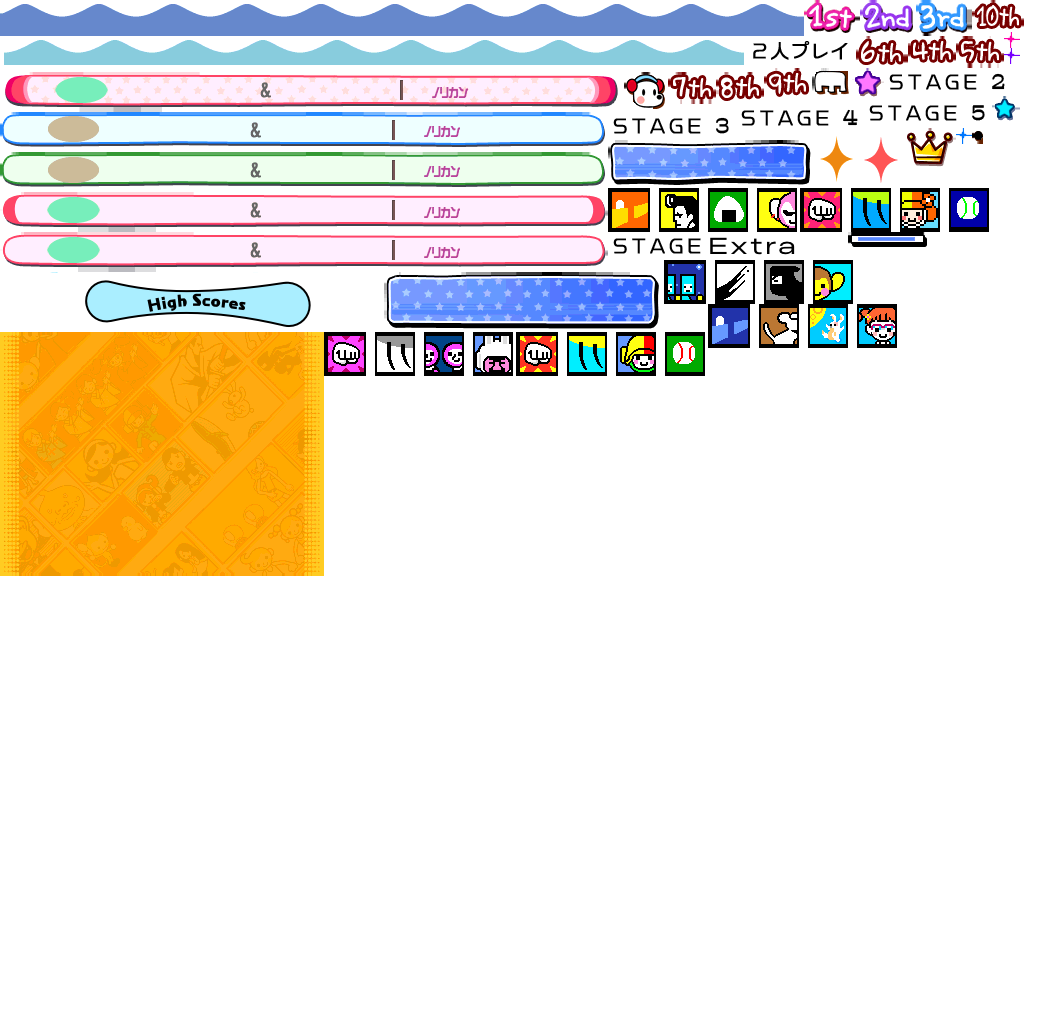 1st 2nd 3rd 10th
2人プレイ 6th 4th 5th
& ノリカン 7th 8th 9th STAGE 2
& ノリカン STAGE 3 STAGE 4 STAGE 5
& ノリカン
& ノリカン
& ノリカン STAGE Extra
High Scores